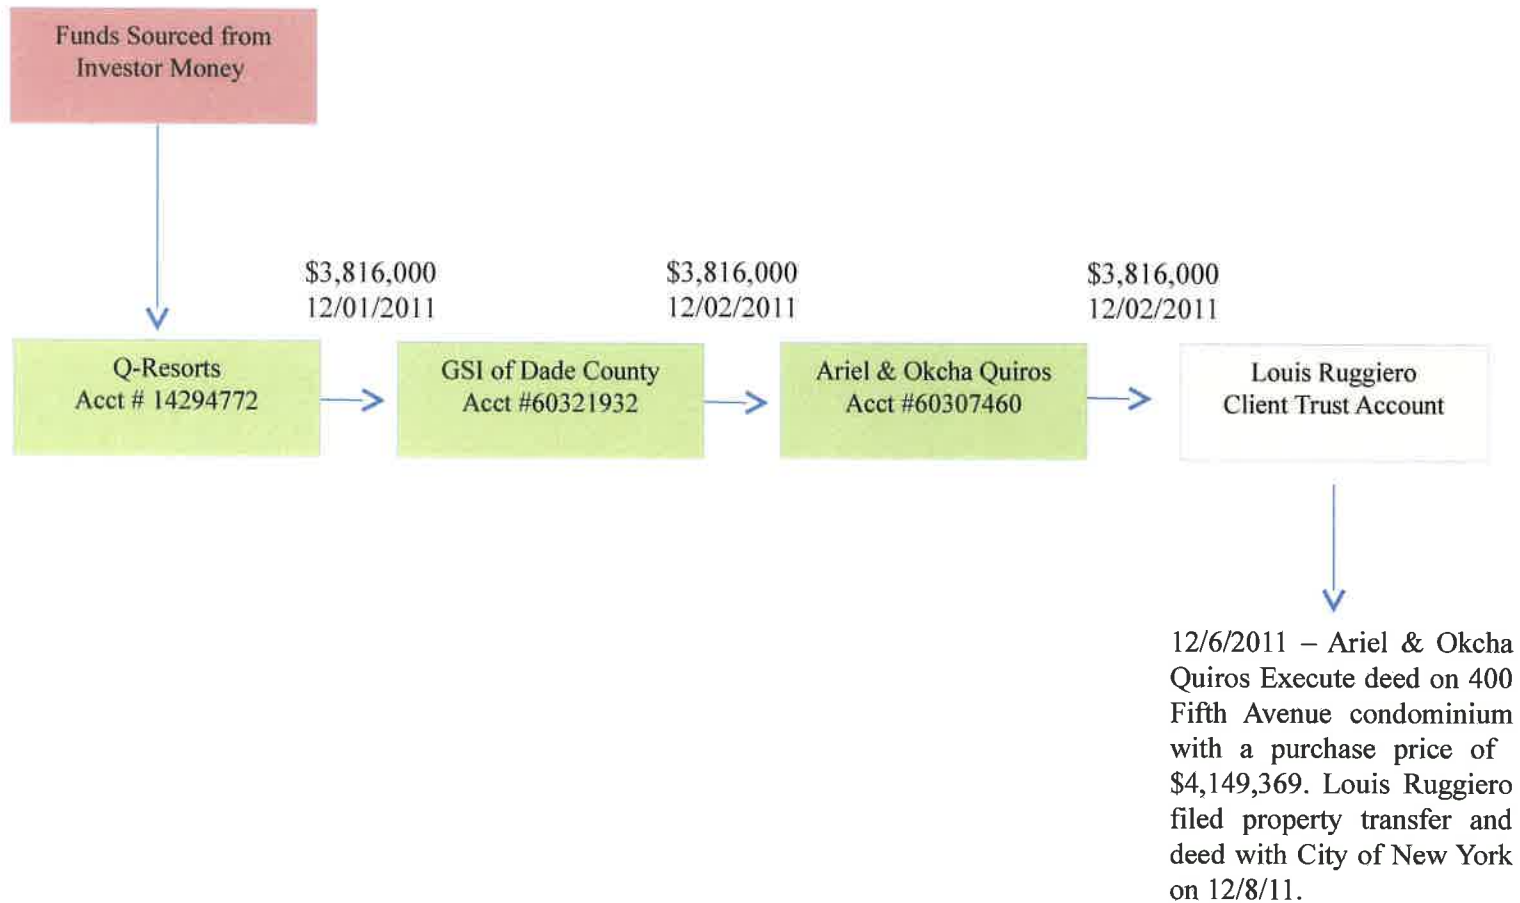 Funds Sourced from
Investor Money
$3,816,000
12/01/2011
$3,816,000
12/02/2011
$3,816,000
12/02/2011
Q-Resorts
Acct # 14294772
GSI of Dade County
Acct #60321932
Ariel & Okcha Quiros
Acct #60307460
Louis Ruggiero
Client Trust Account
12/6/2011 – Ariel & Okcha
Quiros Execute deed on 400
Fifth Avenue condominium
with a purchase price of
$4,149,369. Louis Ruggiero
filed property transfer and
deed with City of New York
on 12/8/11.